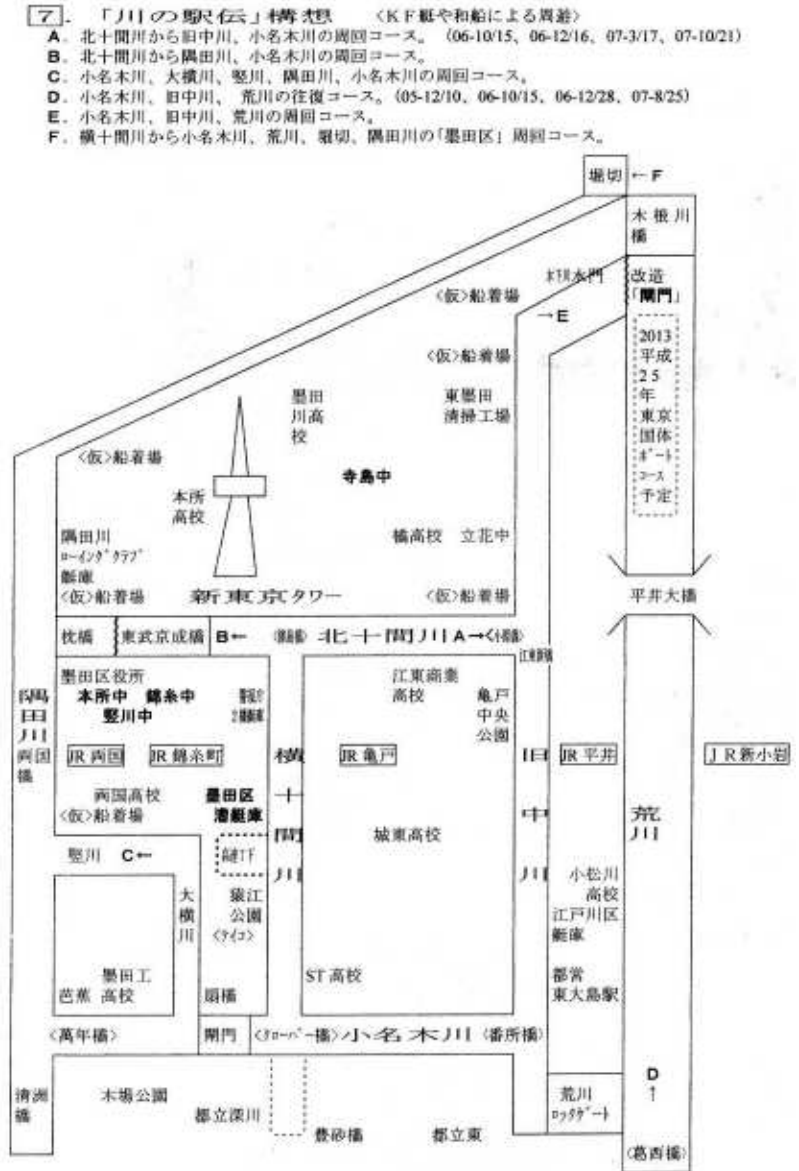 7. 「川の駅伝」構想 〈KF艇や和船による周遊〉
A. 北十間川から旧中川、小名木川の周回コース。(06-10/15、06-12/16、07-3/17、07-10/21)
B. 北十間川から隅田川、小名木川の周回コース。
C. 小名木川、大横川、竪川、隅田川、小名木川の周回コース。
D. 小名木川、旧中川、荒川の往復コース。(05-12/10、06-10/15、06-12/28、07-8/25)
E. 小名木川、旧中川、荒川の周回コース。
F.横十間川から小名木川、荒川、堀切、隅田川の「墨田区」周回コース。
堀切 ←F
木根川
橋
水門
改造
「閘門」
〈仮〉船着場
→E
〈仮〉船着場
2013
平成
25
年
東京
国体
ボート
コース
予定
墨田
川高
校
東墨田
清掃工場
〈仮〉船着場
寺島中
本所
高校
隅田川
ローイングクラブ
艇庫
〈仮〉船着場
橘高校 立花中
新東京タワー
〈仮〉船着場
平井大橋
枕橋
東武京成橋
B←
北十間川
A→
墨田区役所
本所中 錦糸中
竪川中
江東商業
高校
亀戸
中央
公園
隅田川
両国
橋
JR両国
JR錦糸町
横十間川
JR亀戸
旧中川
JR平井
荒川
JR新小岩
両国高校
〈仮〉船着場
墨田区
漕艇庫
城東高校
竪川 C←
大横川
猿江
公園
小松川
高校
江戸川区
艇庫
墨田工
芭蕉 高校
扇橋
ST高校
都営
東大島駅
〈萬年橋〉
閘門
〈クローバー橋〉
小名木川
〈番所橋〉
清洲
橋
木場公園
都立深川
豊砂橋
都立東
荒川
ロックゲート
D
↑
〈葛西橋〉